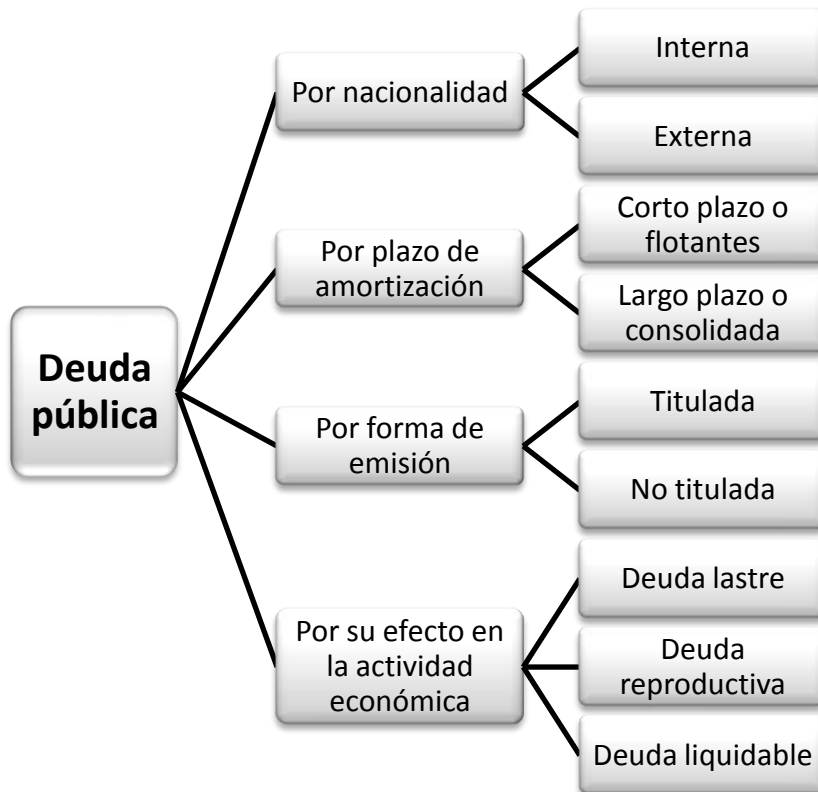 Deuda
pública
Por nacionalidad
Interna
Externa
Por plazo de
amortización
Corto plazo o
flotantes
Largo plazo o
consolidada
Por forma de
emisión
Titulada
No titulada
Por su efecto en
la actividad
económica
Deuda lastre
Deuda
reproductiva
Deuda liquidable